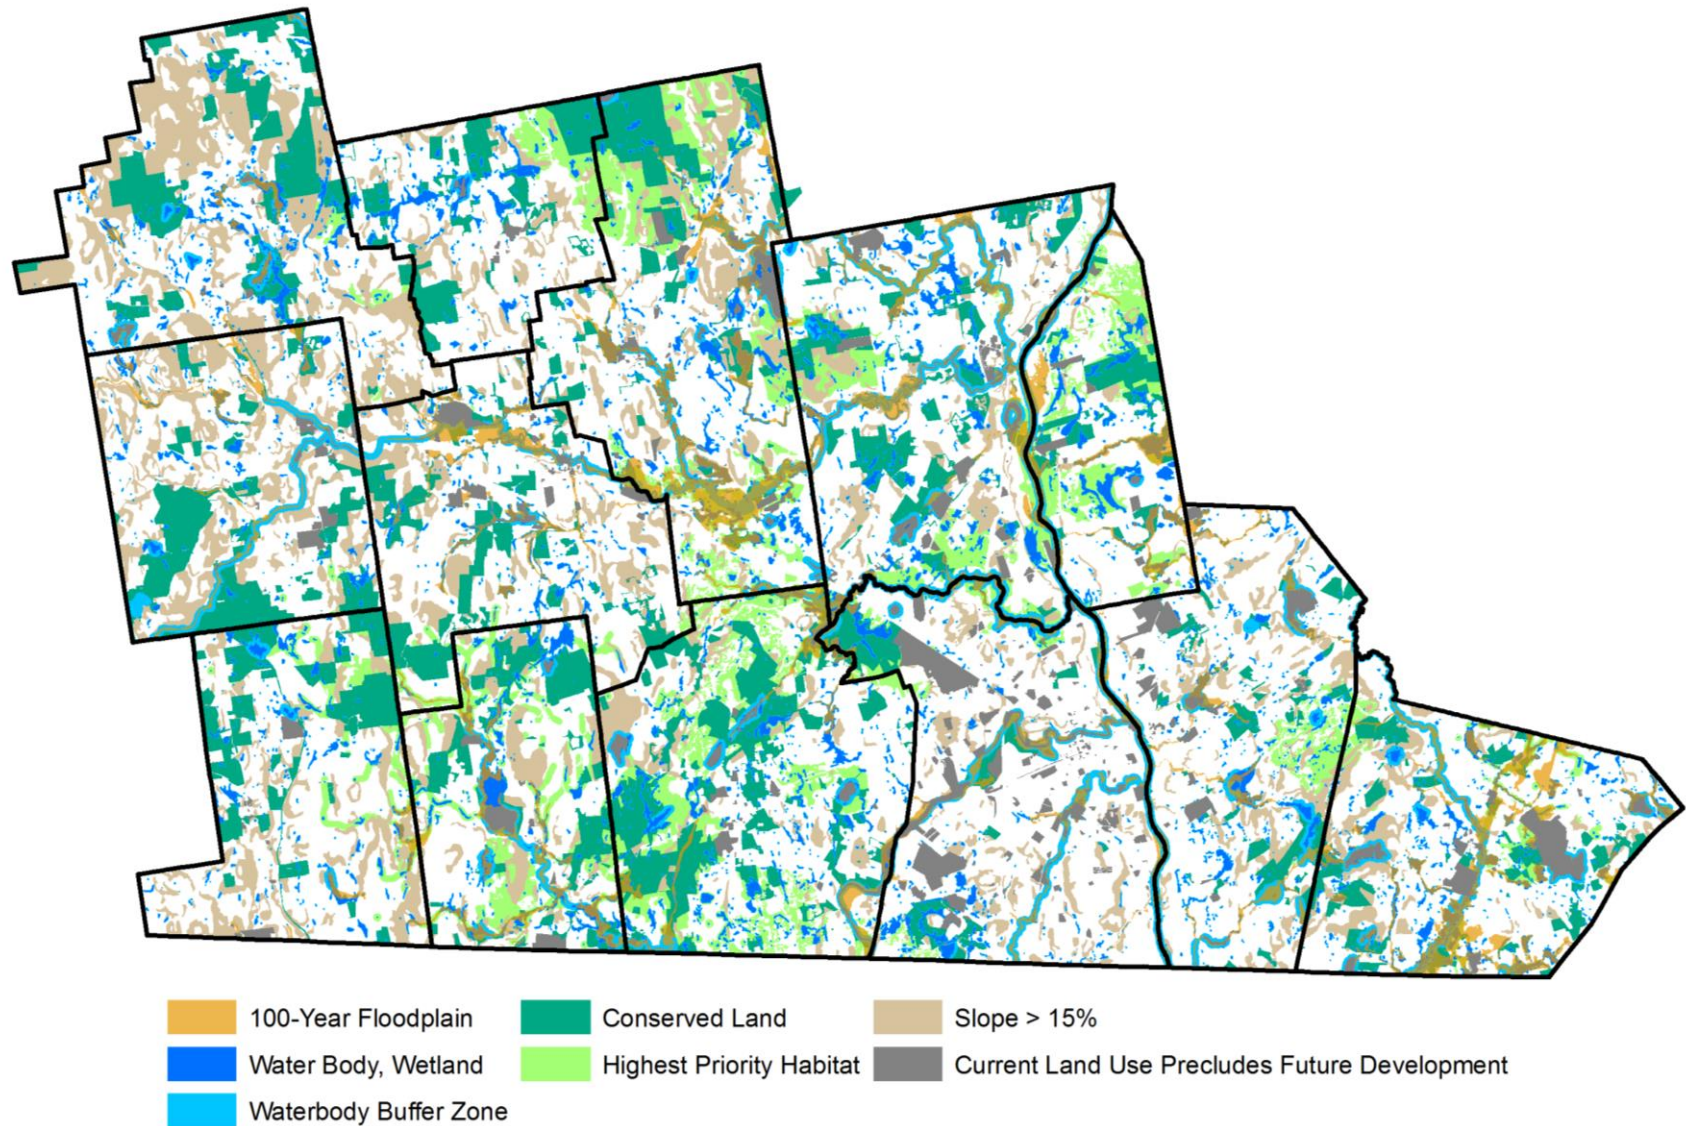 100-Year Floodplain
Conserved Land
Slope > 15%
Water Body, Wetland
Highest Priority Habitat
Current Land Use Precludes Future Development
Waterbody Buffer Zone